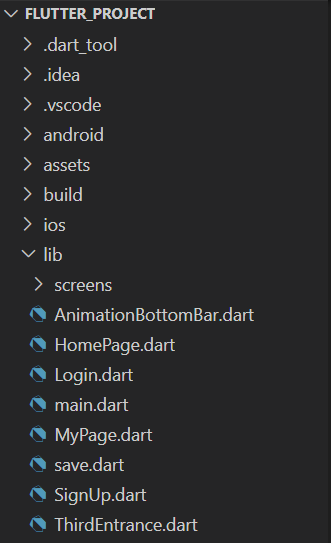 FLUTTER_PROJECT
.dart_tool
.idea
.vscode
android
assets
build
ios
lib
screens
AnimationBottomBar.dart
HomePage.dart
Login.dart
main.dart
MyPage.dart
save.dart
SignUp.dart
ThirdEntrance.dart